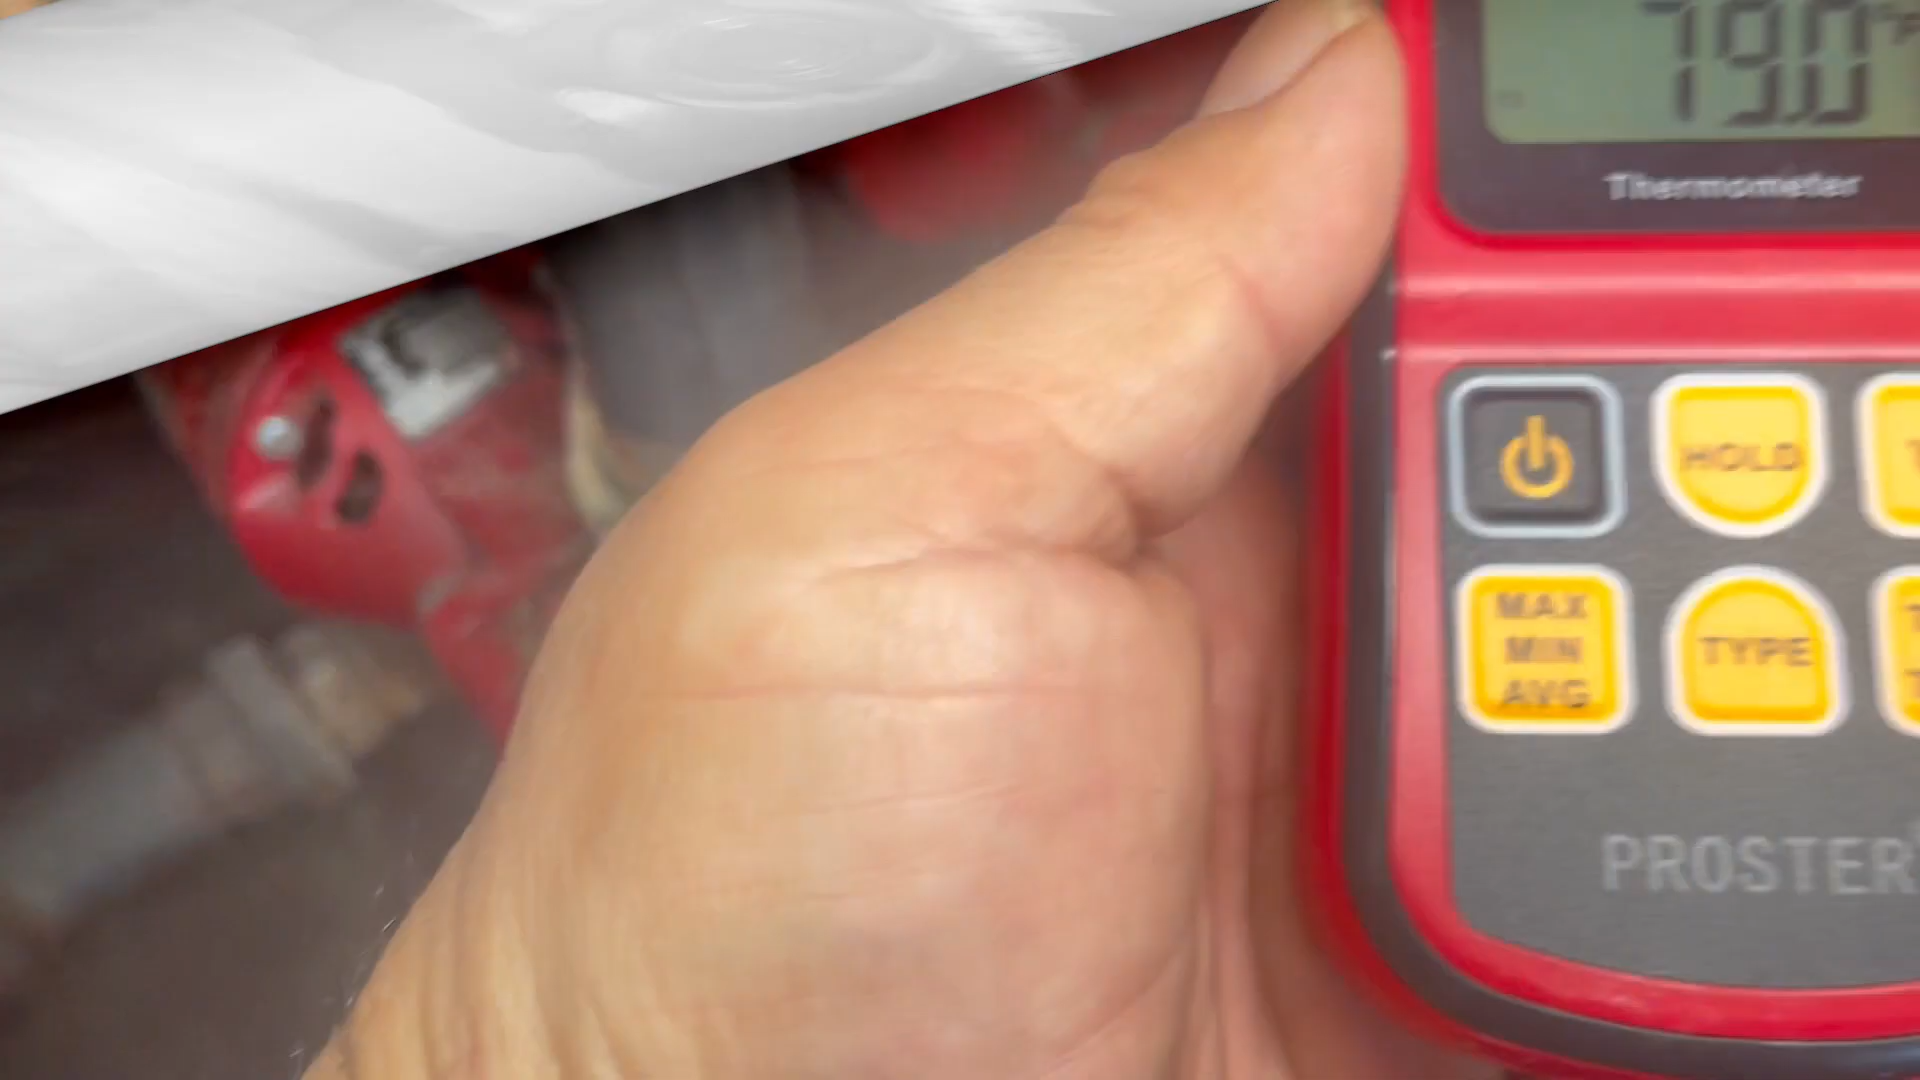 79.0°F
Thermometer
HOLD
MAX
MIN
AVG
TYPE
PROSTER